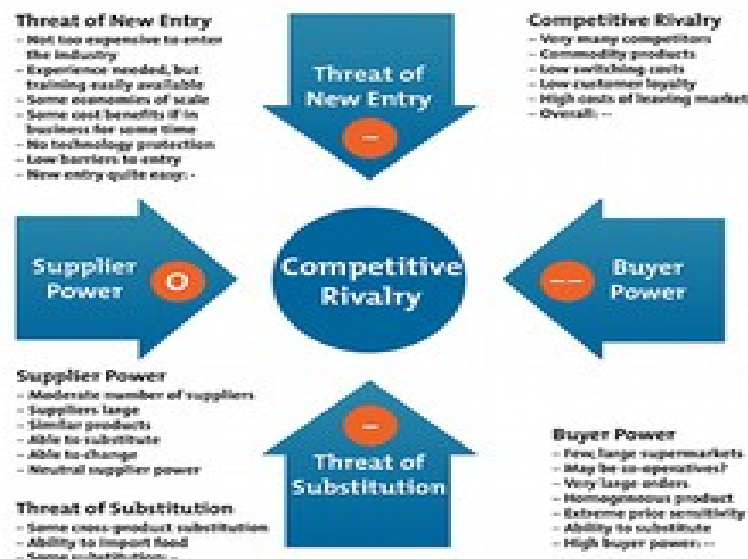 Threat of New Entry
– Not too expensive to enter
the industry
– Experience needed, but
training easily available
– Some economies of scale
– Some cost benefits if in
business for some time
– No technology protection
– Low barriers to entry
– New entry quite easy: -
Competitive Rivalry
– Very many competitors
– Commodity products
– Low switching costs
– Low customer loyalty
– High costs of leaving market
– Overall: --
Threat of
New Entry
–
Supplier
Power
O
Competitive
Rivalry
--
Buyer
Power
Supplier Power
– Moderate number of suppliers
– Suppliers large
– Similar products
– Able to substitute
– Able to change
– Neutral supplier power
–
Threat of
Substitution
Buyer Power
– Few, large supermarkets
– May be co-operatives?
– Very large orders
– Homogeneous product
– Extreme price sensitivity
– Ability to substitute
– High buyer power: --
Threat of Substitution
– Some cross-product substitution
– Ability to import food
– Some substitution: –